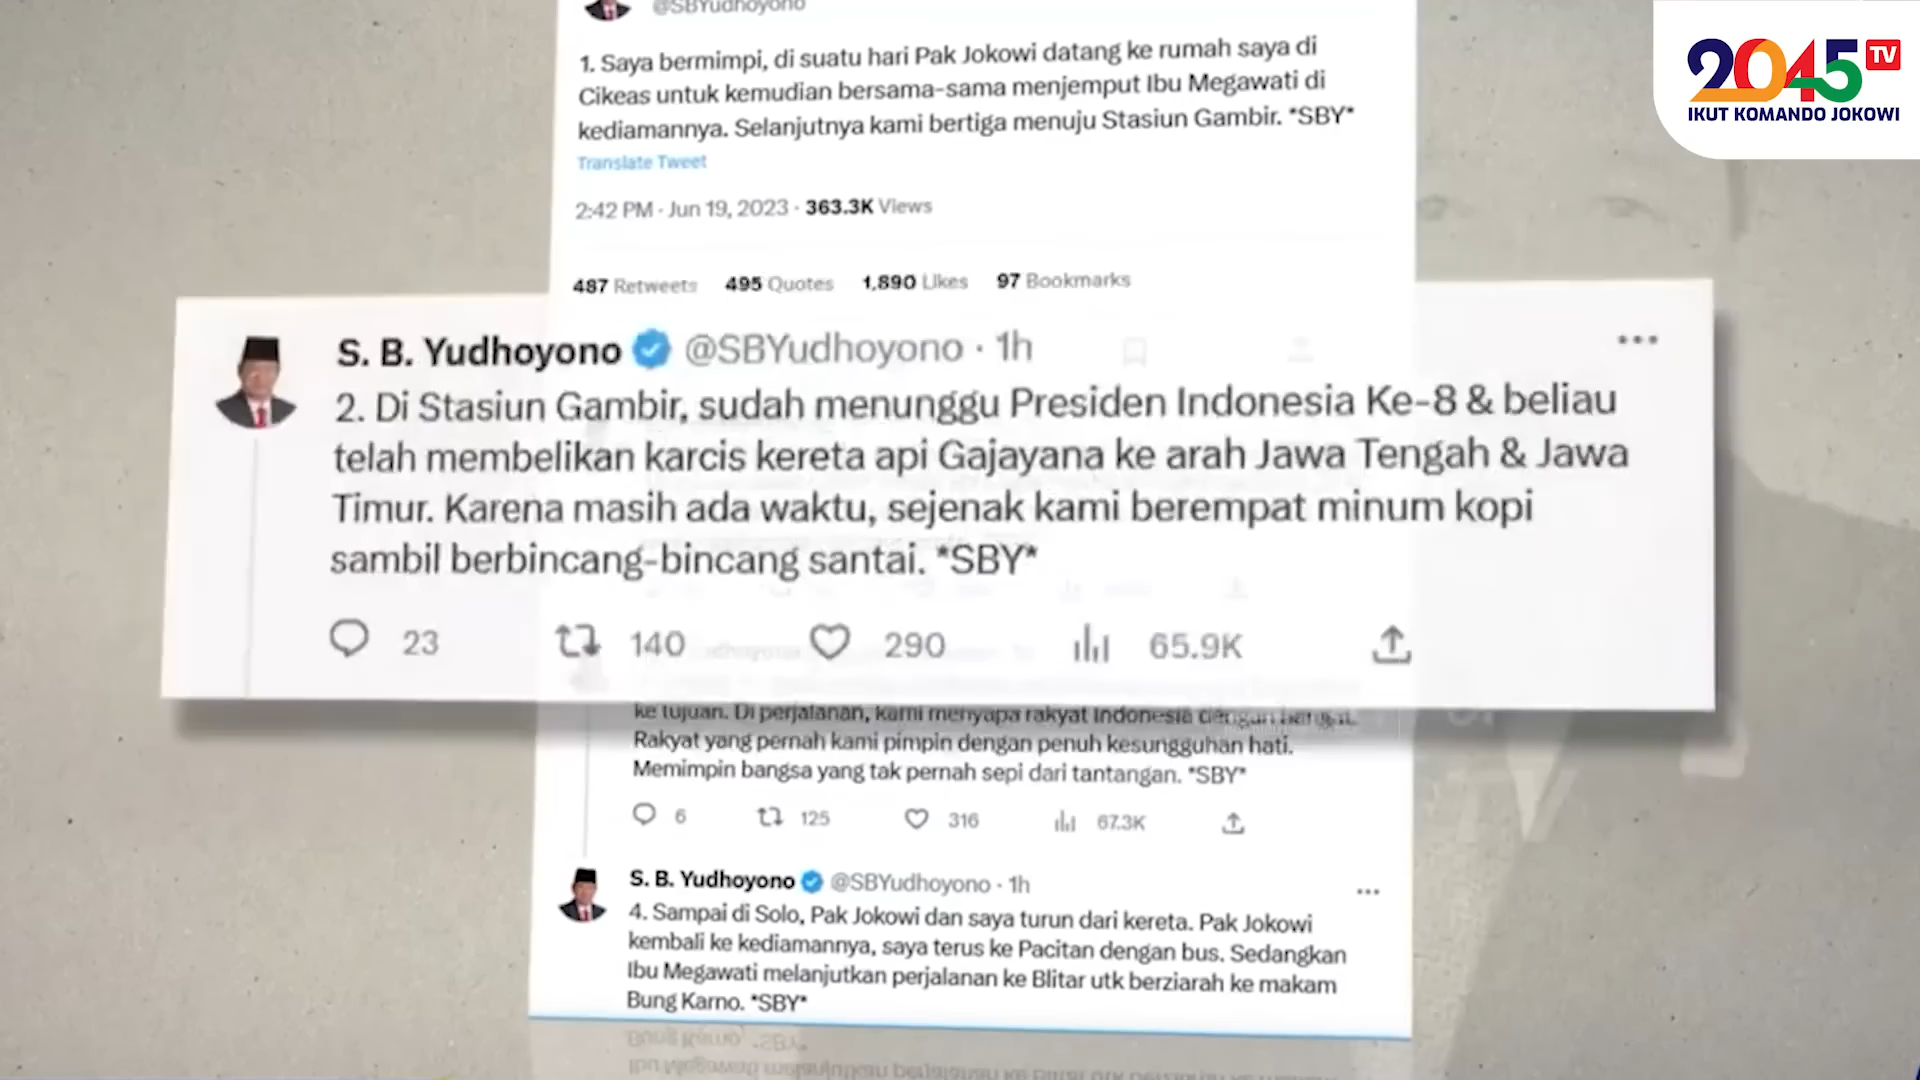 @SBYudhoyono
1. Saya bermimpi, di suatu hari Pak Jokowi datang ke rumah saya di
Cikeas untuk kemudian bersama-sama menjemput Ibu Megawati di
kediamannya. Selanjutnya kami bertiga menuju Stasiun Gambir. *SBY*
Translate Tweet
2:42 PM · Jun 19, 2023 · 363.3K Views
487 Retweets 495 Quotes 1,890 Likes 97 Bookmarks
2045 TV
IKUT KOMANDO JOKOWI
S. B. Yudhoyono @SBYudhoyono · 1h
2. Di Stasiun Gambir, sudah menunggu Presiden Indonesia Ke-8 & beliau
telah membelikan karcis kereta api Gajayana ke arah Jawa Tengah & Jawa
Timur. Karena masih ada waktu, sejenak kami berempat minum kopi
sambil berbincang-bincang santai. *SBY*
23 140 290 65.9K
ke tujuan. Di perjalanan, kami menyapa rakyat Indonesia dengan hangat.
Rakyat yang pernah kami pimpin dengan penuh kesungguhan hati.
Memimpin bangsa yang tak pernah sepi dari tantangan. *SBY*
6 125 316 67.3K
S. B. Yudhoyono @SBYudhoyono · 1h
4. Sampai di Solo, Pak Jokowi dan saya turun dari kereta. Pak Jokowi
kembali ke kediamannya, saya terus ke Pacitan dengan bus. Sedangkan
Ibu Megawati melanjutkan perjalanan ke Blitar utk berziarah ke makam
Bung Karno. *SBY*